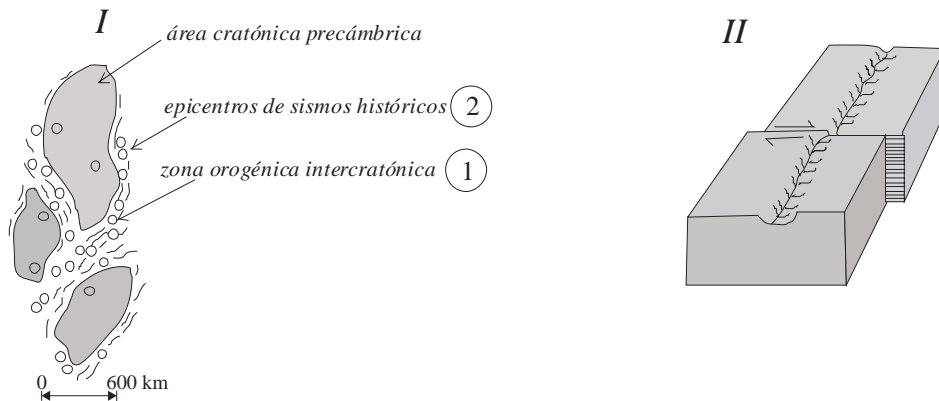 I
área cratónica precámbrica
epicentros de sismos históricos 2
zona orogénica intercratónica 1
0 600 km
II